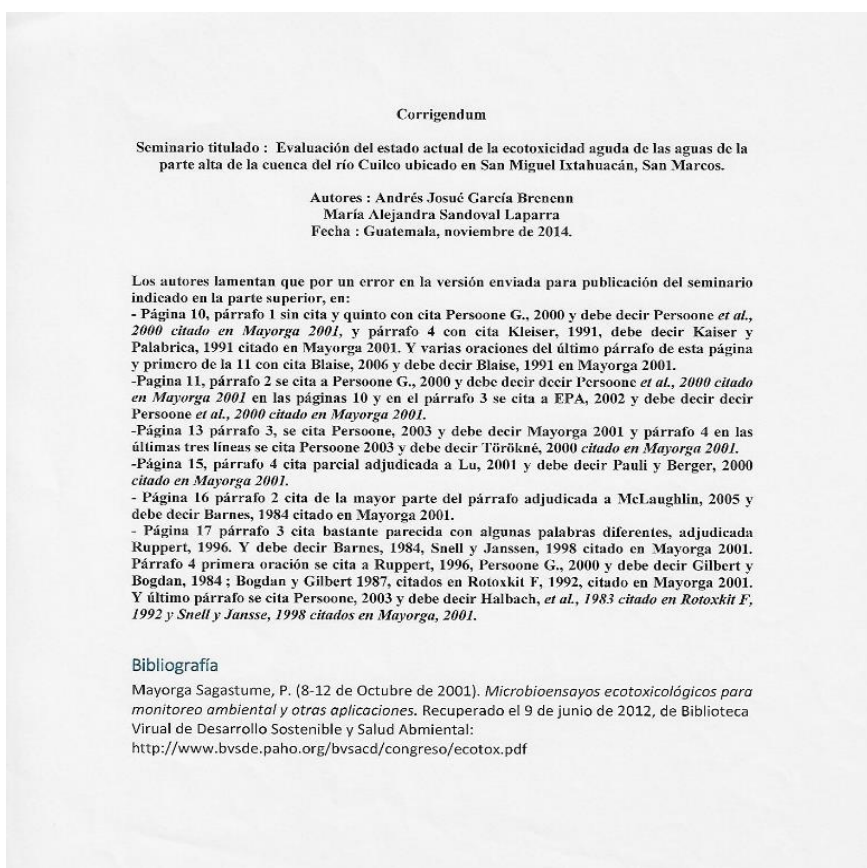 Corrigendum
Seminario titulado : Evaluación del estado actual de la ecotoxicidad aguda de las aguas de la
parte alta de la cuenca del río Cuilco ubicado en San Miguel Ixtahuacán, San Marcos.
Autores : Andrés Josué García Brenenn
María Alejandra Sandoval Laparra
Fecha : Guatemala, noviembre de 2014.
Los autores lamentan que por un error en la versión enviada para publicación del seminario
indicado en la parte superior, en:
- Página 10, párrafo 1 sin cita y quinto con cita Persoone G., 2000 y debe decir Persoone et al.,
2000 citado en Mayorga 2001, y párrafo 4 con cita Kleiser, 1991, debe decir Kaiser y
Palabrica, 1991 citado en Mayorga 2001. Y varias oraciones del último párrafo de esta página
y primero de la 11 con cita Blaise, 2006 y debe decir Blaise, 1991 en Mayorga 2001.
-Pagina 11, párrafo 2 se cita a Persoone G., 2000 y debe decir decir Persoone et al., 2000 citado
en Mayorga 2001 en las páginas 10 y en el párrafo 3 se cita a EPA, 2002 y debe decir decir
Persoone et al., 2000 citado en Mayorga 2001.
-Página 13 párrafo 3, se cita Persoone, 2003 y debe decir Mayorga 2001 y párrafo 4 en las
últimas tres líneas se cita Persoone 2003 y debe decir Törökné, 2000 citado en Mayorga 2001.
-Página 15, párrafo 4 cita parcial adjudicada a Lu, 2001 y debe decir Pauli y Berger, 2000
citado en Mayorga 2001.
- Página 16 párrafo 2 cita de la mayor parte del párrafo adjudicada a McLaughlin, 2005 y
debe decir Barnes, 1984 citado en Mayorga 2001.
- Página 17 párrafo 3 cita bastante parecida con algunas palabras diferentes, adjudicada
Ruppert, 1996. Y debe decir Barnes, 1984, Snell y Janssen, 1998 citado en Mayorga 2001.
Párrafo 4 primera oración se cita a Ruppert, 1996, Persoone G., 2000 y debe decir Gilbert y
Bogdan, 1984 ; Bogdan y Gilbert 1987, citados en Rotoxkit F, 1992, citado en Mayorga 2001.
Y último párrafo se cita Persoone, 2003 y debe decir Halbach, et al., 1983 citado en Rotoxkit F,
1992 y Snell y Jansse, 1998 citados en Mayorga, 2001.
Bibliografía
Mayorga Sagastume, P. (8-12 de Octubre de 2001). Microbioensayos ecotoxicológicos para
monitoreo ambiental y otras aplicaciones. Recuperado el 9 de junio de 2012, de Biblioteca
Virual de Desarrollo Sostenible y Salud Abmiental:
http://www.bvsde.paho.org/bvsacd/congreso/ecotox.pdf